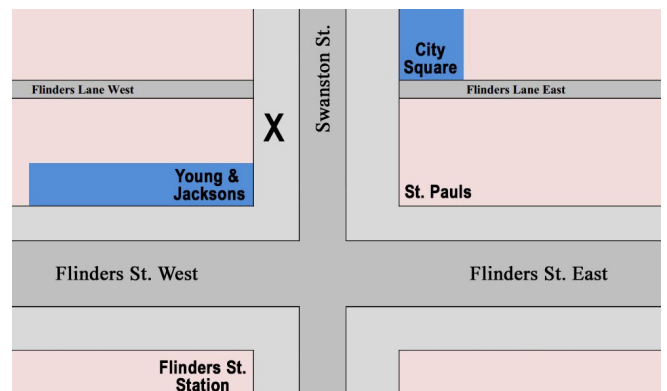 City
Square
Swanston St.
Flinders Lane West
Flinders Lane East
X
Young &
Jacksons
St. Pauls
Flinders St. West
Flinders St. East
Flinders St.
Station